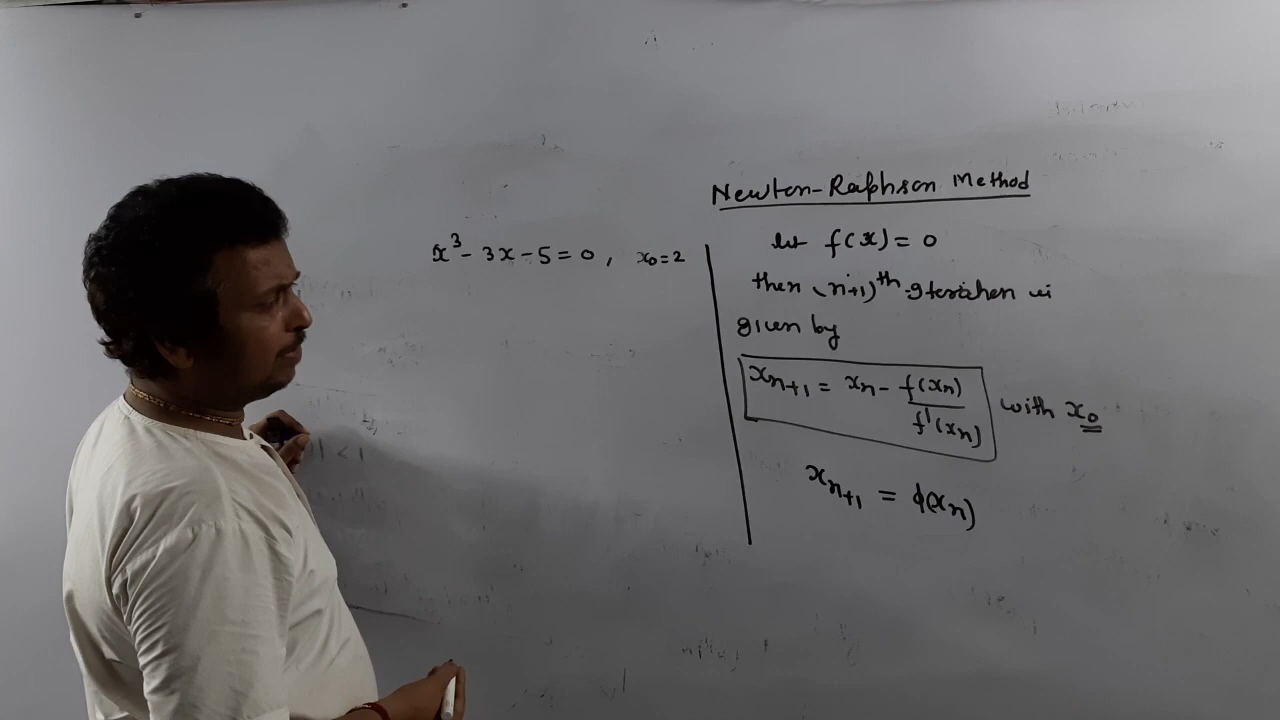 x³ - 3x - 5 = 0 , x₀ = 2
Newton-Raphson Method
let f(x) = 0
then (n+1)th iteration is
given by
xₙ₊₁ = xₙ - f(xₙ) / f'(xₙ) with x₀
xₙ₊₁ = ϕ(xₙ)
| < 1